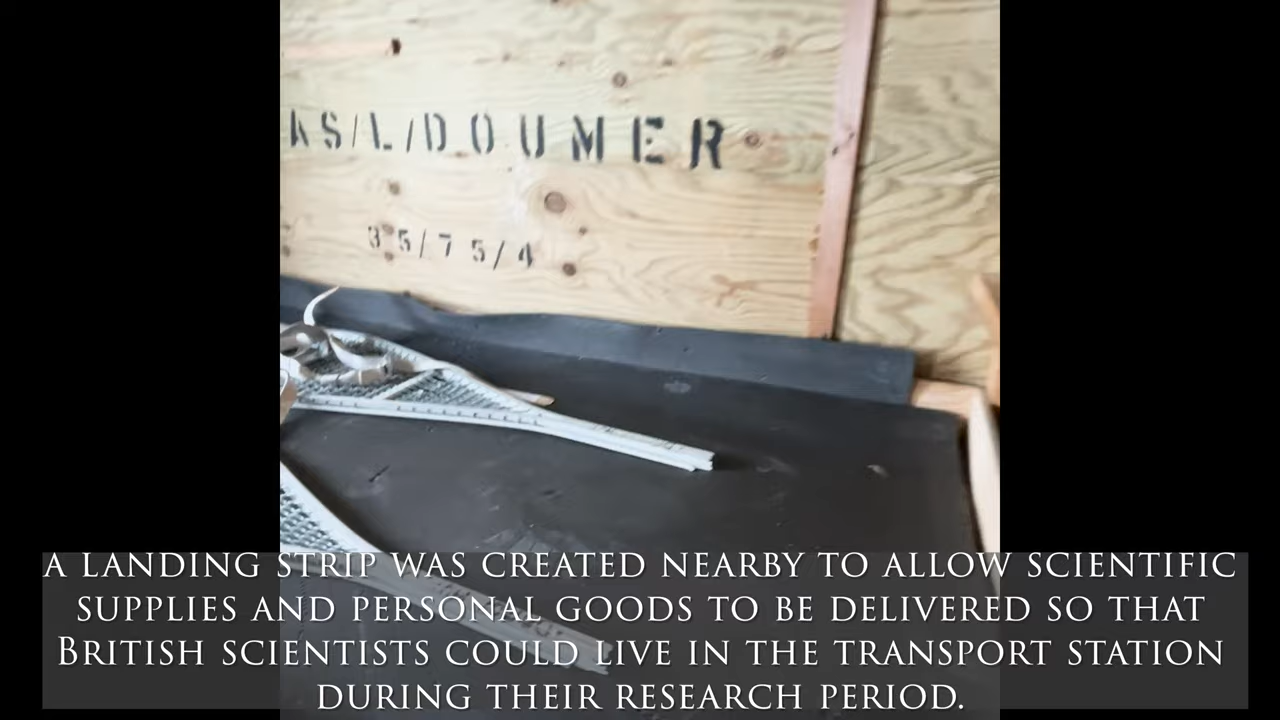 AS/L/DOUMER
35/75/4
A LANDING STRIP WAS CREATED NEARBY TO ALLOW SCIENTIFIC
SUPPLIES AND PERSONAL GOODS TO BE DELIVERED SO THAT
BRITISH SCIENTISTS COULD LIVE IN THE TRANSPORT STATION
DURING THEIR RESEARCH PERIOD.